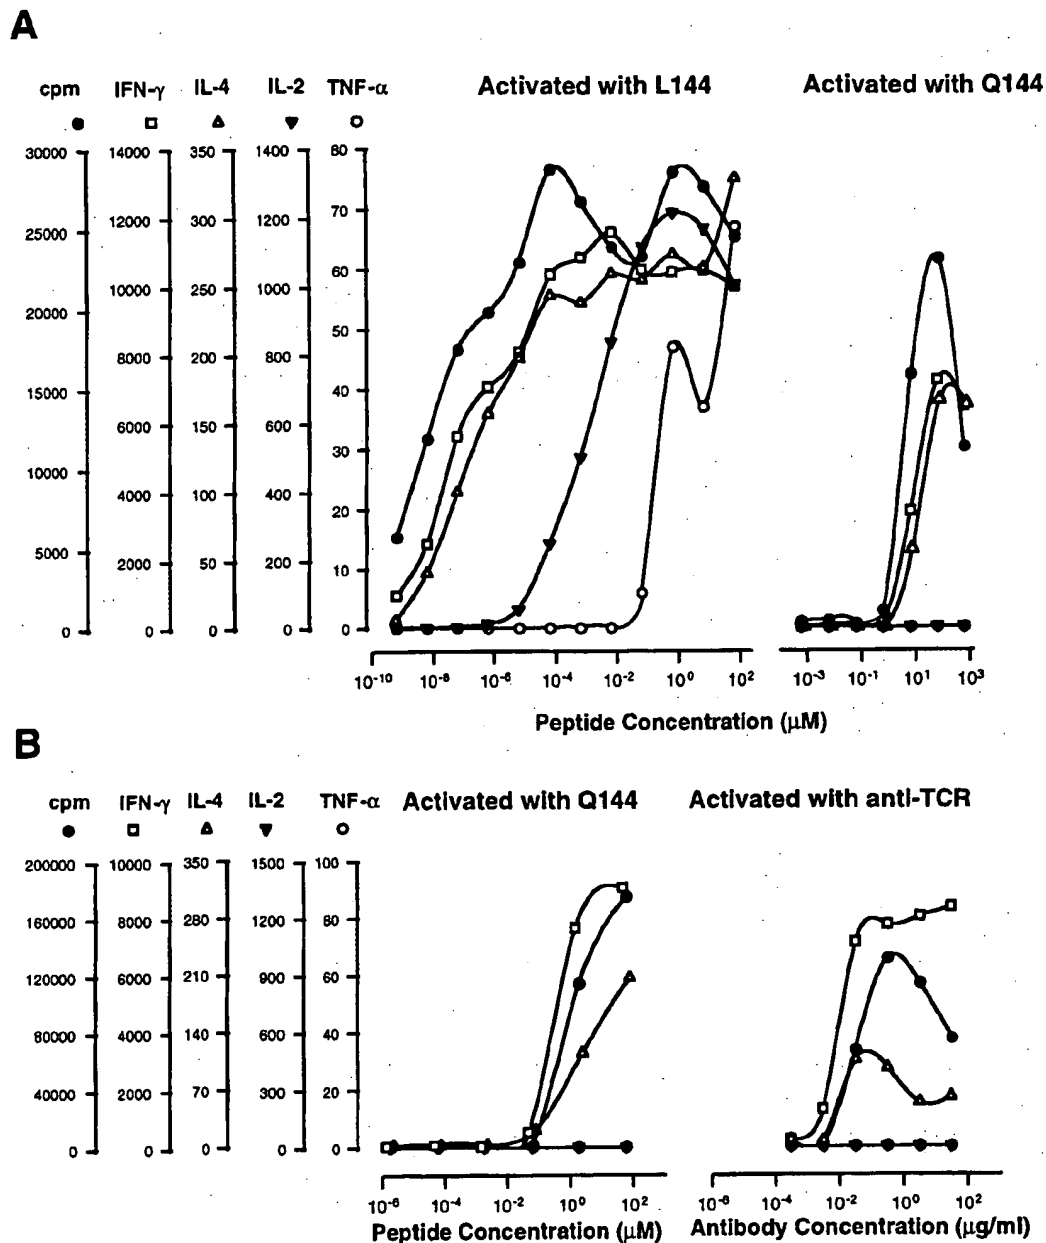 A
cpm IFN-γ IL-4 IL-2 TNF-α Activated with L144 Activated with Q144
30000 14000 350 1400 80
25000 12000 300 1200 70
20000 10000 250 1000 60
15000 8000 200 800 50
10000 6000 150 600 40
5000 4000 100 400 30
0 2000 50 200 20
0 0 0 10
0
10⁻¹⁰ 10⁻⁸ 10⁻⁶ 10⁻⁴ 10⁻² 10⁰ 10² 10⁻³ 10⁻¹ 10¹ 10³
Peptide Concentration (µM)
B
cpm IFN-γ IL-4 IL-2 TNF-α Activated with Q144 Activated with anti-TCR
200000 10000 350 1500 100
160000 8000 280 1200 80
120000 6000 210 900 60
80000 4000 140 600 40
40000 2000 70 300 20
0 0 0 0 0
10⁻⁶ 10⁻⁴ 10⁻² 10⁰ 10² 10⁻⁶ 10⁻⁴ 10⁻² 10⁰ 10²
Peptide Concentration (µM) Antibody Concentration (µg/ml)